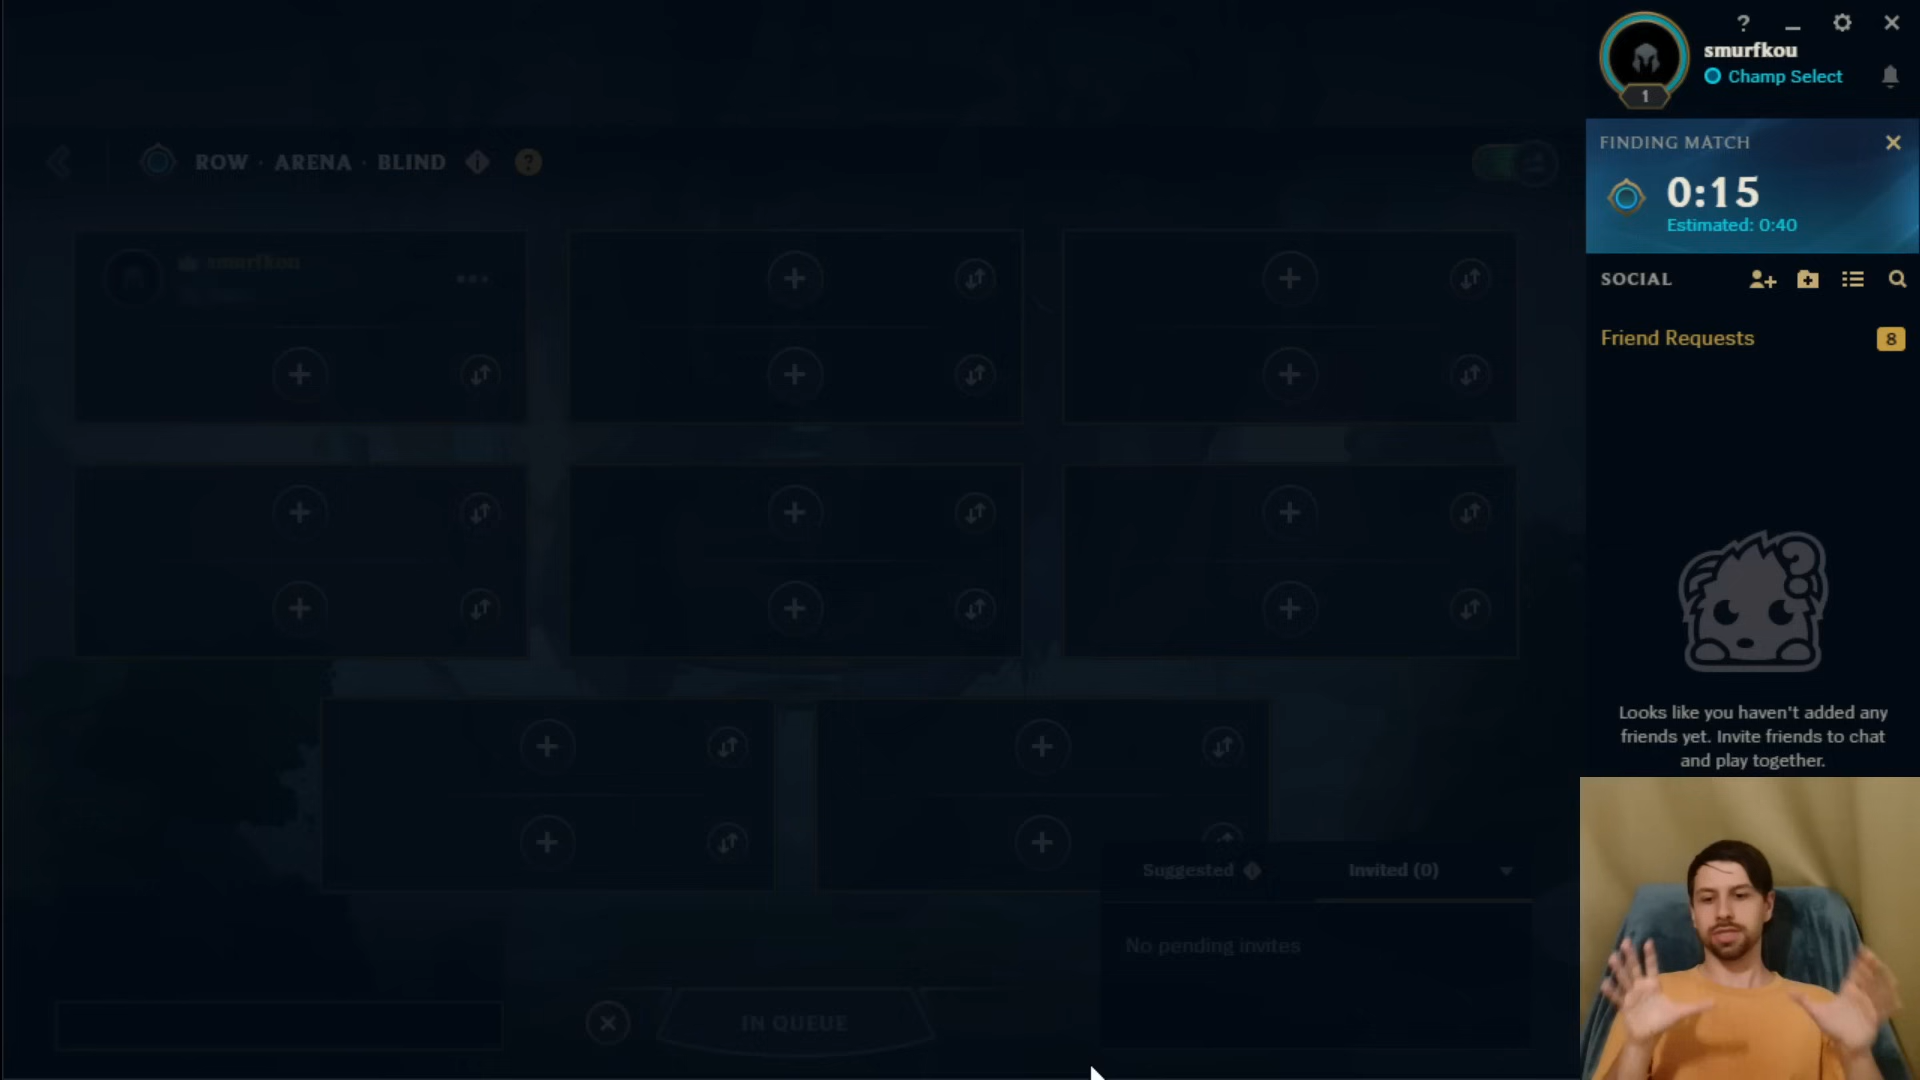 ?
smurfkou
Champ Select
1
FINDING MATCH
0:15
Estimated: 0:40
ROW · ARENA · BLIND
?
smurfkou
SOCIAL
Friend Requests
8
Looks like you haven't added any
friends yet. Invite friends to chat
and play together.
Suggested
Invited (0)
No pending invites
IN QUEUE